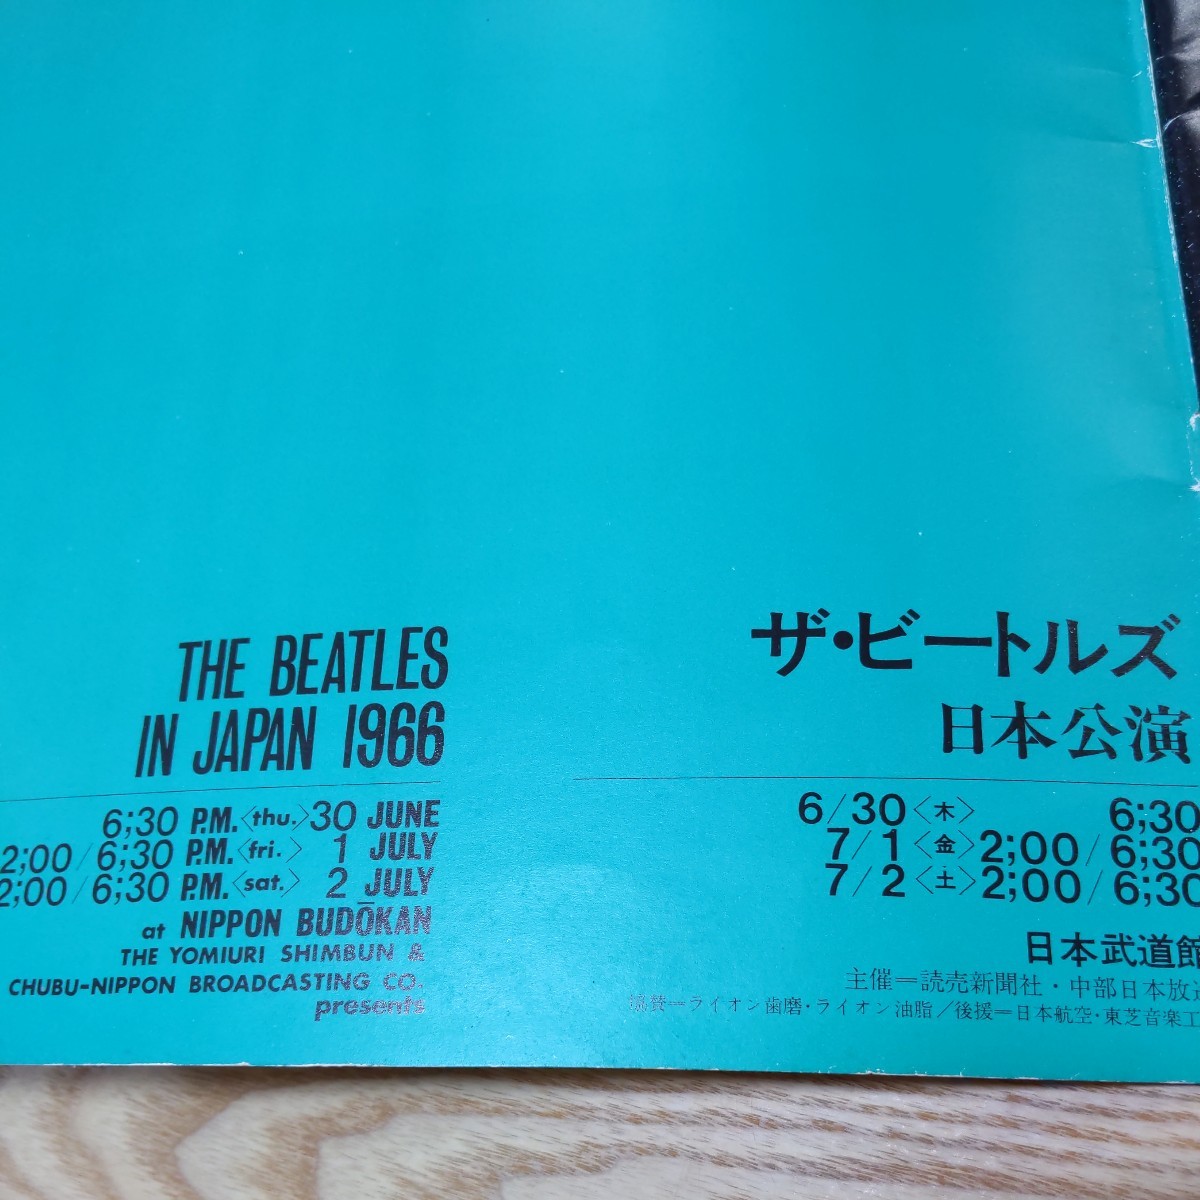 THE BEATLES
IN JAPAN 1966
6;30 P.M.〈thu.〉30 JUNE
2;00/6;30 P.M.〈fri.〉 1 JULY
2;00/6;30 P.M.〈sat.〉 2 JULY
at NIPPON BUDŌKAN
THE YOMIURI SHIMBUN &
CHUBU-NIPPON BROADCASTING CO.
presents
ザ・ビートルズ
日本公演
6/30〈木〉 6;30
7/1〈金〉2;00/6;30
7/2〈土〉2;00/6;30
日本武道館
主催＝読売新聞社・中部日本放送
協賛＝ライオン歯磨・ライオン油脂/後援＝日本航空・東芝音楽工